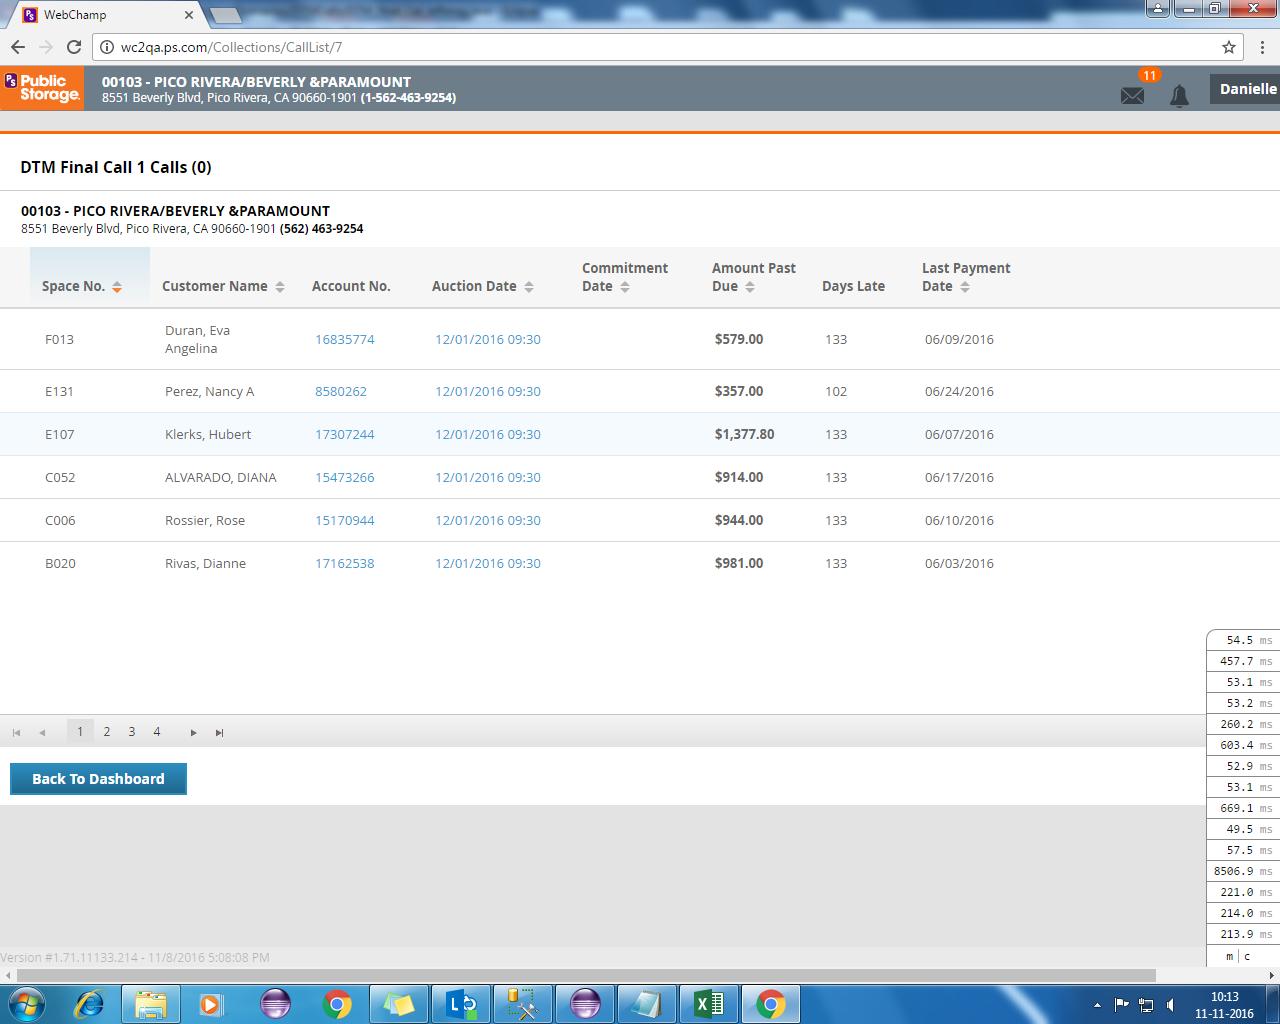 WebChamp
wc2qa.ps.com/Collections/CallList/7
PS Public Storage.
00103 - PICO RIVERA/BEVERLY &PARAMOUNT
8551 Beverly Blvd, Pico Rivera, CA 90660-1901 (1-562-463-9254)
11
Danielle
DTM Final Call 1 Calls (0)
00103 - PICO RIVERA/BEVERLY &PARAMOUNT
8551 Beverly Blvd, Pico Rivera, CA 90660-1901 (562) 463-9254
Space No. Customer Name Account No. Auction Date Commitment Date Amount Past Due Days Late Last Payment Date
F013 Duran, Eva Angelina 16835774 12/01/2016 09:30 $579.00 133 06/09/2016
E131 Perez, Nancy A 8580262 12/01/2016 09:30 $357.00 102 06/24/2016
E107 Klerks, Hubert 17307244 12/01/2016 09:30 $1,377.80 133 06/07/2016
C052 ALVARADO, DIANA 15473266 12/01/2016 09:30 $914.00 133 06/17/2016
C006 Rossier, Rose 15170944 12/01/2016 09:30 $944.00 133 06/10/2016
B020 Rivas, Dianne 17162538 12/01/2016 09:30 $981.00 133 06/03/2016
1 2 3 4
Back To Dashboard
54.5 ms
457.7 ms
53.1 ms
53.2 ms
260.2 ms
603.4 ms
52.9 ms
53.1 ms
669.1 ms
49.5 ms
57.5 ms
8506.9 ms
221.0 ms
214.0 ms
213.9 ms
m | c
Version #1.71.11133.214 - 11/8/2016 5:08:08 PM
10:13
11-11-2016